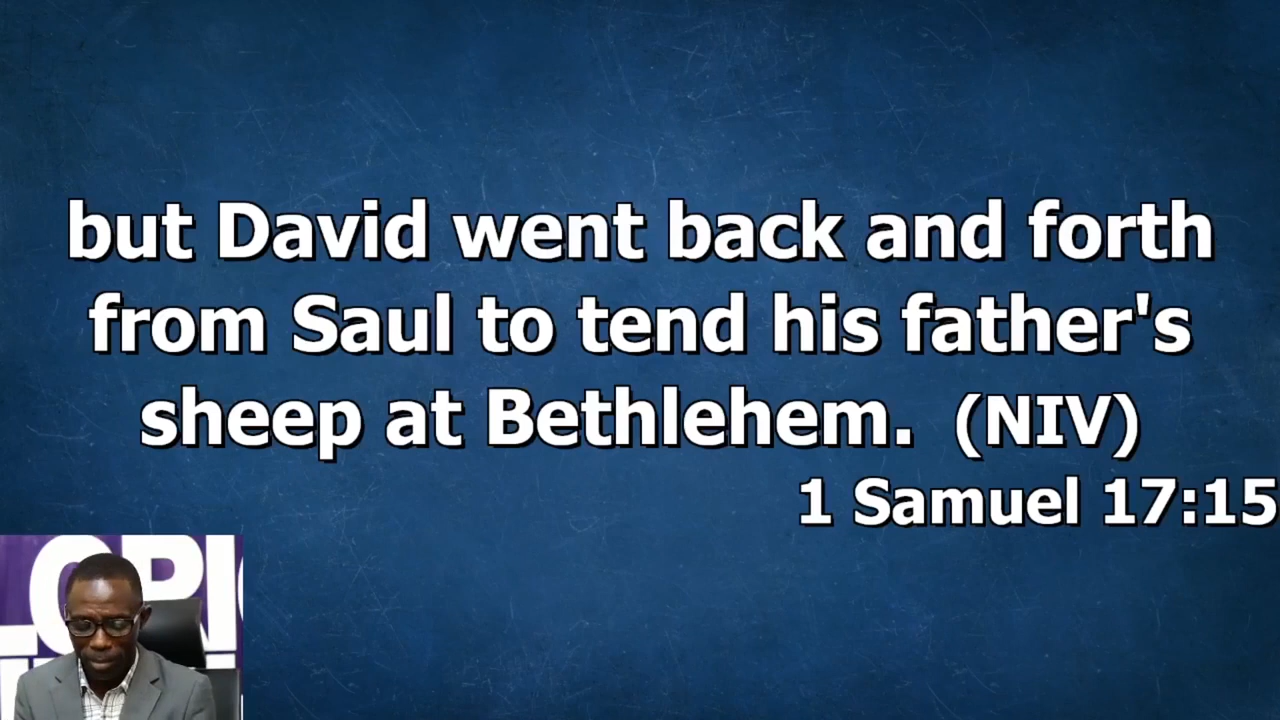 but David went back and forth
from Saul to tend his father's
sheep at Bethlehem. (NIV)
1 Samuel 17:15